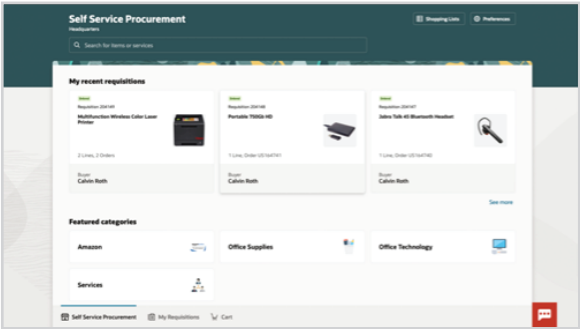 Self Service Procurement
Headquarters
Shopping Lists
Preferences
Search for items or services
My recent requisitions
Requisition 204149
Multifunction Wireless Color Laser
Printer
2 Lines, 2 Orders
Buyer
Calvin Roth
Requisition 204148
Portable 750Gb HD
1 Line, Order US164741
Buyer
Calvin Roth
Requisition 204147
Jabra Talk 45 Bluetooth Headset
1 Line, Order US164740
Buyer
Calvin Roth
See more
Featured categories
Amazon
Office Supplies
Office Technology
Services
Self Service Procurement
My Requisitions
Cart